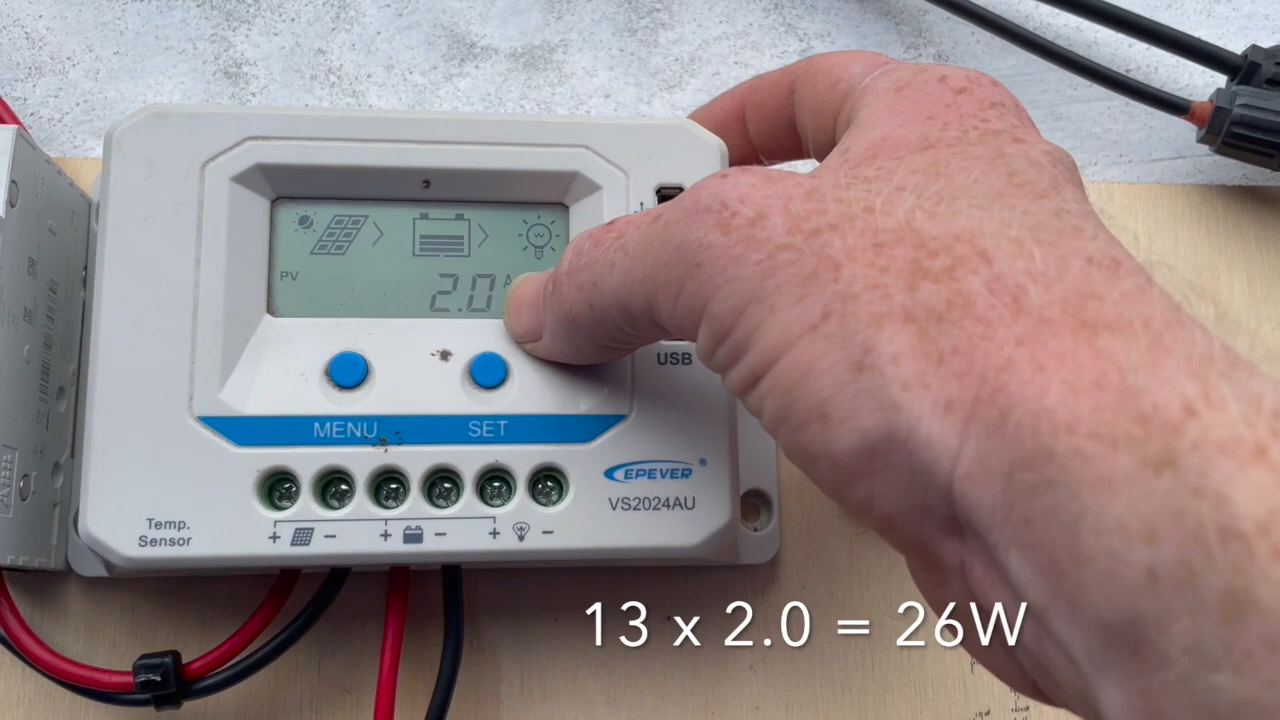 PV
2.0 A
USB
MENU
SET
EPEVER ®
VS2024AU
Temp.
Sensor
+ − + − + −
13 x 2.0 = 26W